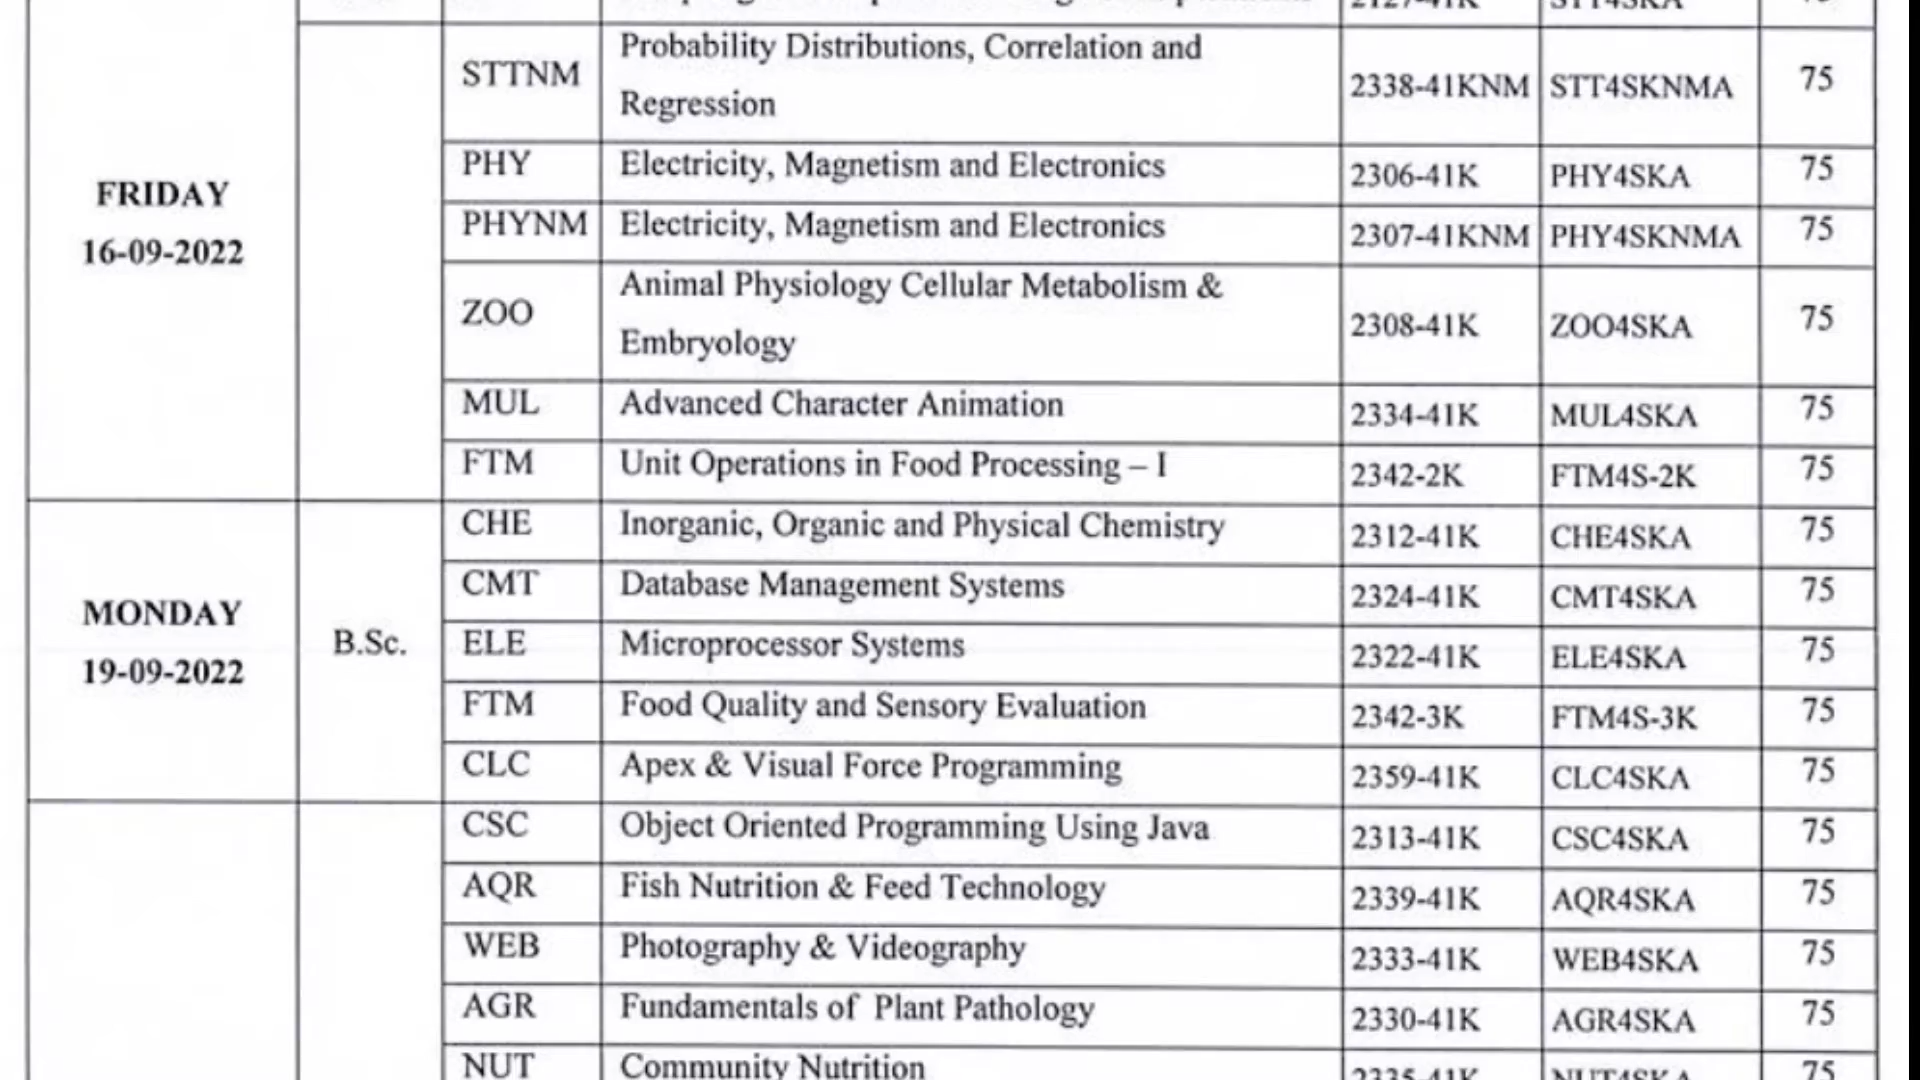 STTNM Probability Distributions, Correlation and Regression 2338-41KNM STT4SKNMA 75
FRIDAY
16-09-2022
PHY Electricity, Magnetism and Electronics 2306-41K PHY4SKA 75
PHYNM Electricity, Magnetism and Electronics 2307-41KNM PHY4SKNMA 75
ZOO Animal Physiology Cellular Metabolism & Embryology 2308-41K ZOO4SKA 75
MUL Advanced Character Animation 2334-41K MUL4SKA 75
FTM Unit Operations in Food Processing – I 2342-2K FTM4S-2K 75
MONDAY
19-09-2022
B.Sc.
CHE Inorganic, Organic and Physical Chemistry 2312-41K CHE4SKA 75
CMT Database Management Systems 2324-41K CMT4SKA 75
ELE Microprocessor Systems 2322-41K ELE4SKA 75
FTM Food Quality and Sensory Evaluation 2342-3K FTM4S-3K 75
CLC Apex & Visual Force Programming 2359-41K CLC4SKA 75
CSC Object Oriented Programming Using Java 2313-41K CSC4SKA 75
AQR Fish Nutrition & Feed Technology 2339-41K AQR4SKA 75
WEB Photography & Videography 2333-41K WEB4SKA 75
AGR Fundamentals of Plant Pathology 2330-41K AGR4SKA 75
NUT Community Nutrition 2335-41K NUT4SKA 75